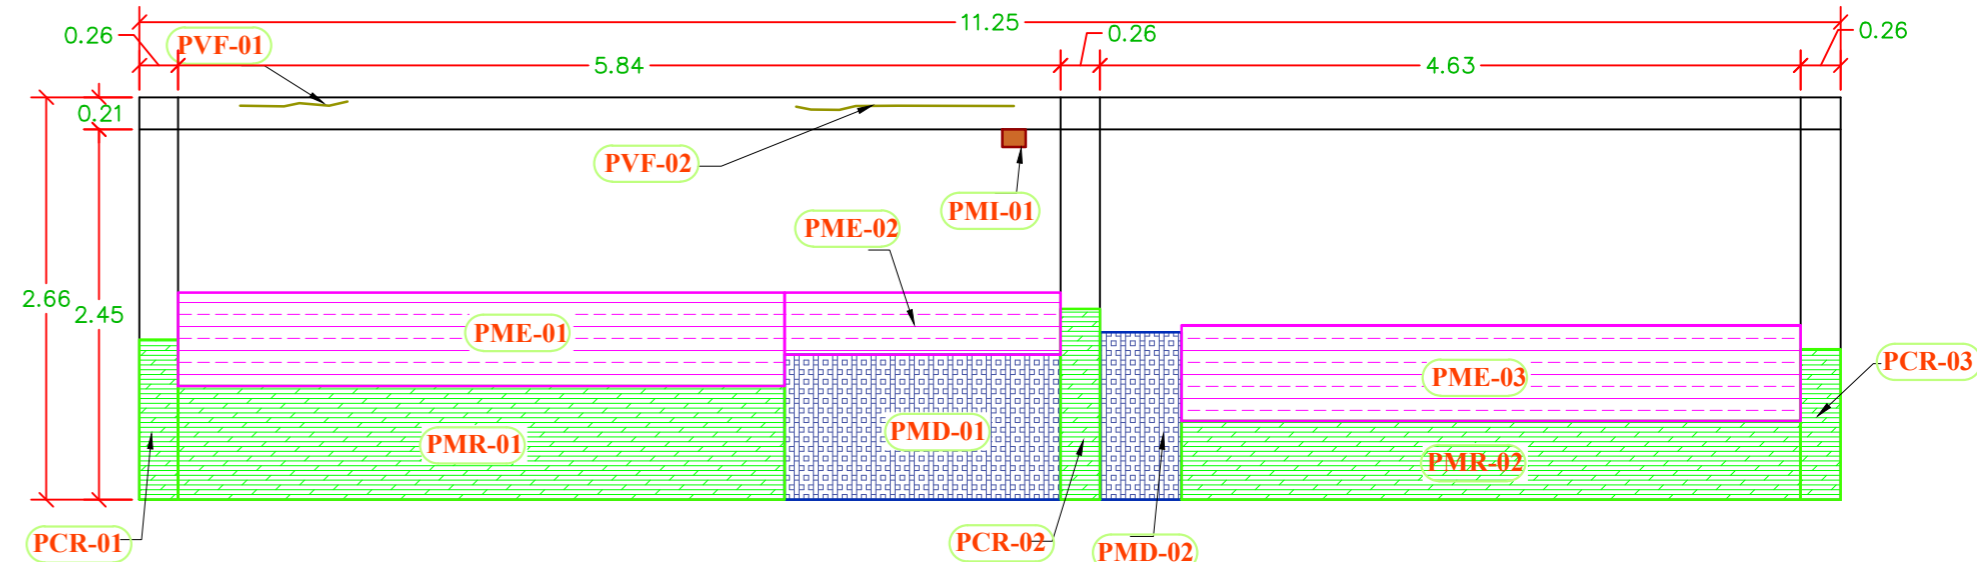 11.25
0.26
PVF-01
0.26
0.26
5.84
4.63
0.21
PVF-02
PMI-01
PME-02
2.66
2.45
PME-01
PME-03
PCR-03
PMD-01
PMR-01
PMR-02
PCR-01
PCR-02
PMD-02